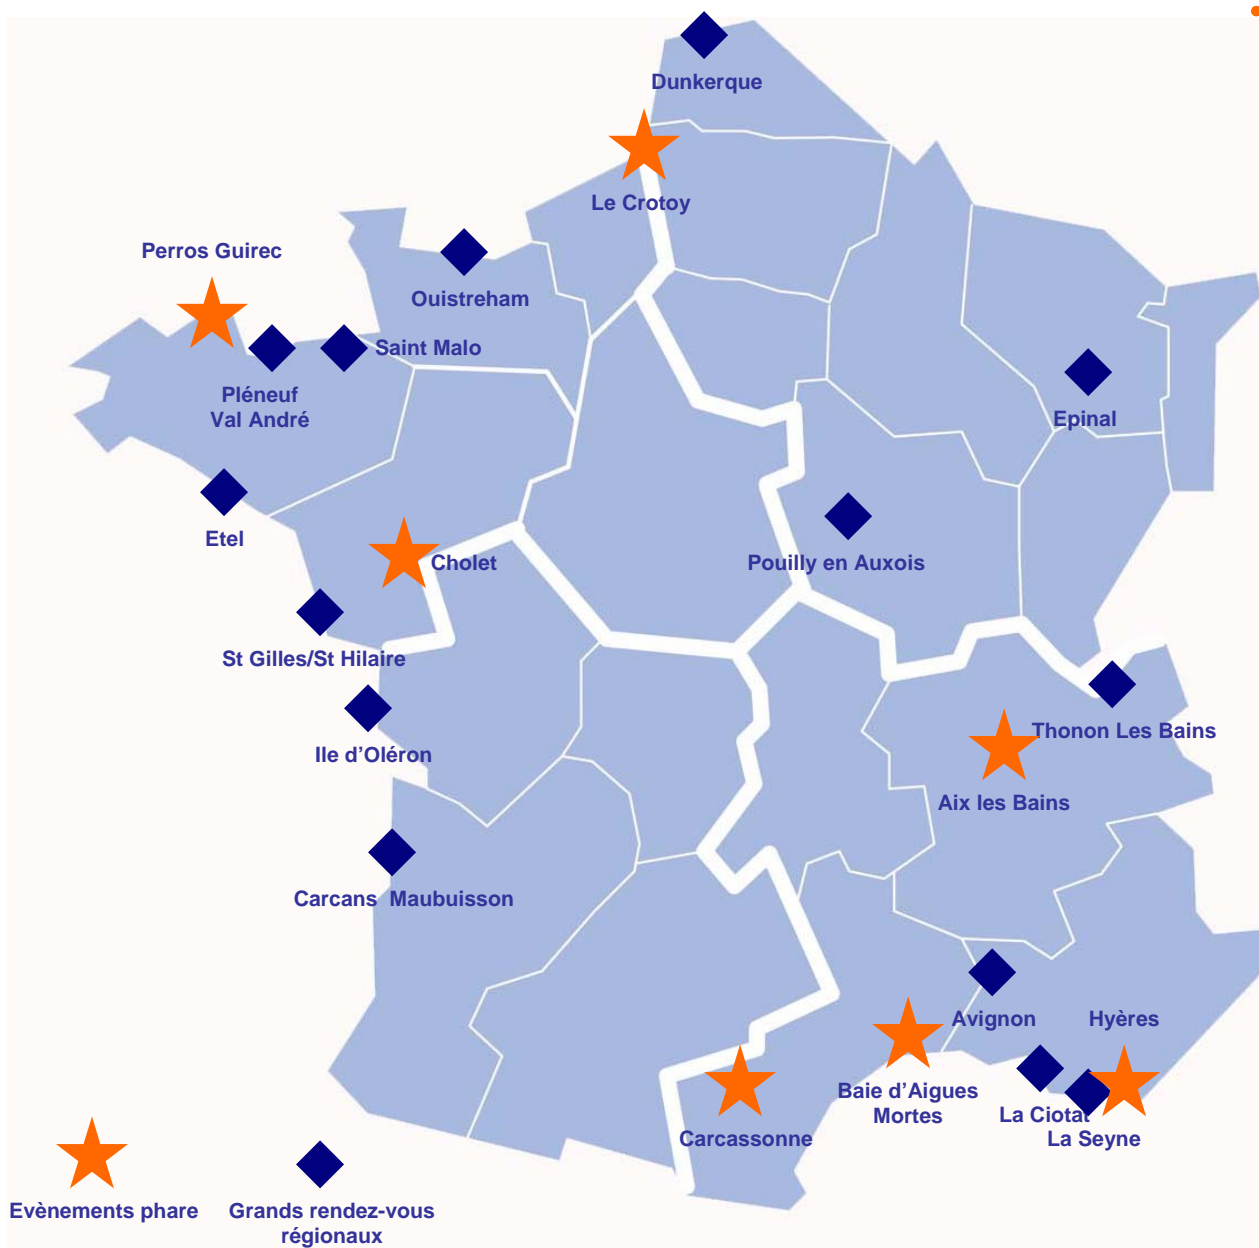 Dunkerque
Le Crotoy
Perros Guirec
Ouistreham
Saint Malo
Pléneuf
Val André
Epinal
Etel
Cholet
Pouilly en Auxois
St Gilles/St Hilaire
Thonon Les Bains
Ile d’Oléron
Aix les Bains
Carcans  Maubuisson
Avignon
Hyères
Baie d’Aigues
Mortes
La Ciotat
La Seyne
Carcassonne
Evènements phare
Grands rendez-vous
régionaux